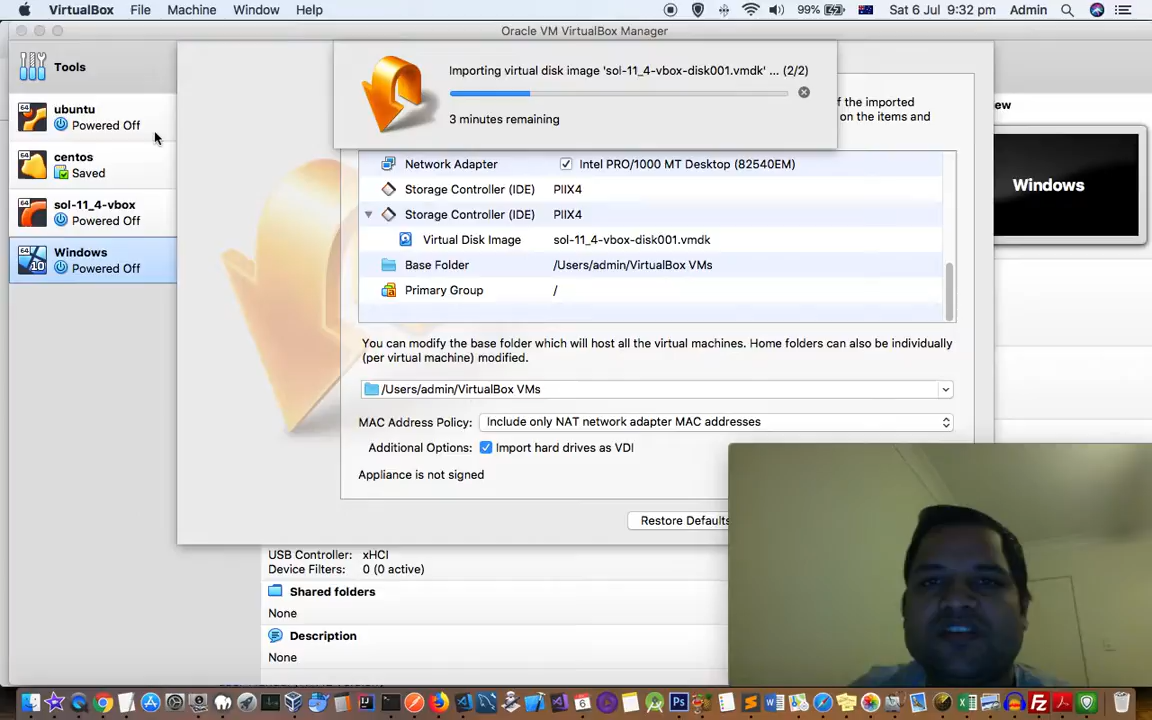 VirtualBox File Machine Window Help 99% Sat 6 Jul 9:32 pm Admin
Oracle VM VirtualBox Manager
Tools
ubuntu
Powered Off
centos
Saved
sol-11_4-vbox
Powered Off
Windows
Powered Off
Importing virtual disk image 'sol-11_4-vbox-disk001.vmdk' ... (2/2)
3 minutes remaining
of the imported
on the items and
Network Adapter Intel PRO/1000 MT Desktop (82540EM)
Storage Controller (IDE) PIIX4
Storage Controller (IDE) PIIX4
Virtual Disk Image sol-11_4-vbox-disk001.vmdk
Base Folder /Users/admin/VirtualBox VMs
Primary Group /
You can modify the base folder which will host all the virtual machines. Home folders can also be individually
(per virtual machine) modified.
/Users/admin/VirtualBox VMs
MAC Address Policy: Include only NAT network adapter MAC addresses
Additional Options: Import hard drives as VDI
Appliance is not signed
Restore Defaults
ew
Windows
USB Controller: xHCI
Device Filters: 0 (0 active)
Shared folders
None
Description
None